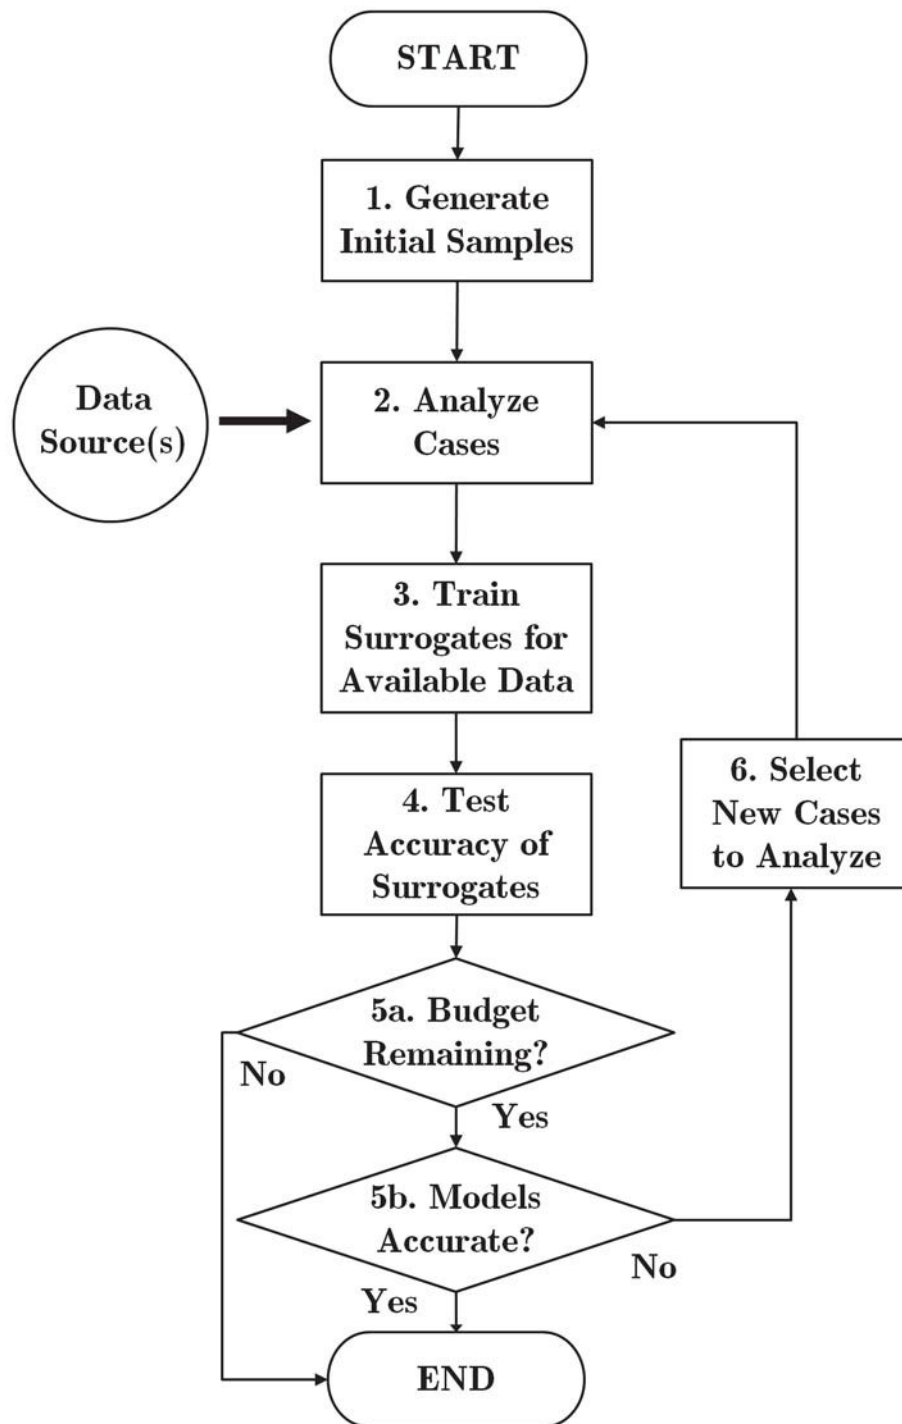 START
1. Generate
Initial Samples
Data
Source(s)
2. Analyze
Cases
3. Train
Surrogates for
Available Data
4. Test
Accuracy of
Surrogates
6. Select
New Cases
to Analyze
5a. Budget
Remaining?
No
Yes
5b. Models
Accurate?
No
Yes
END